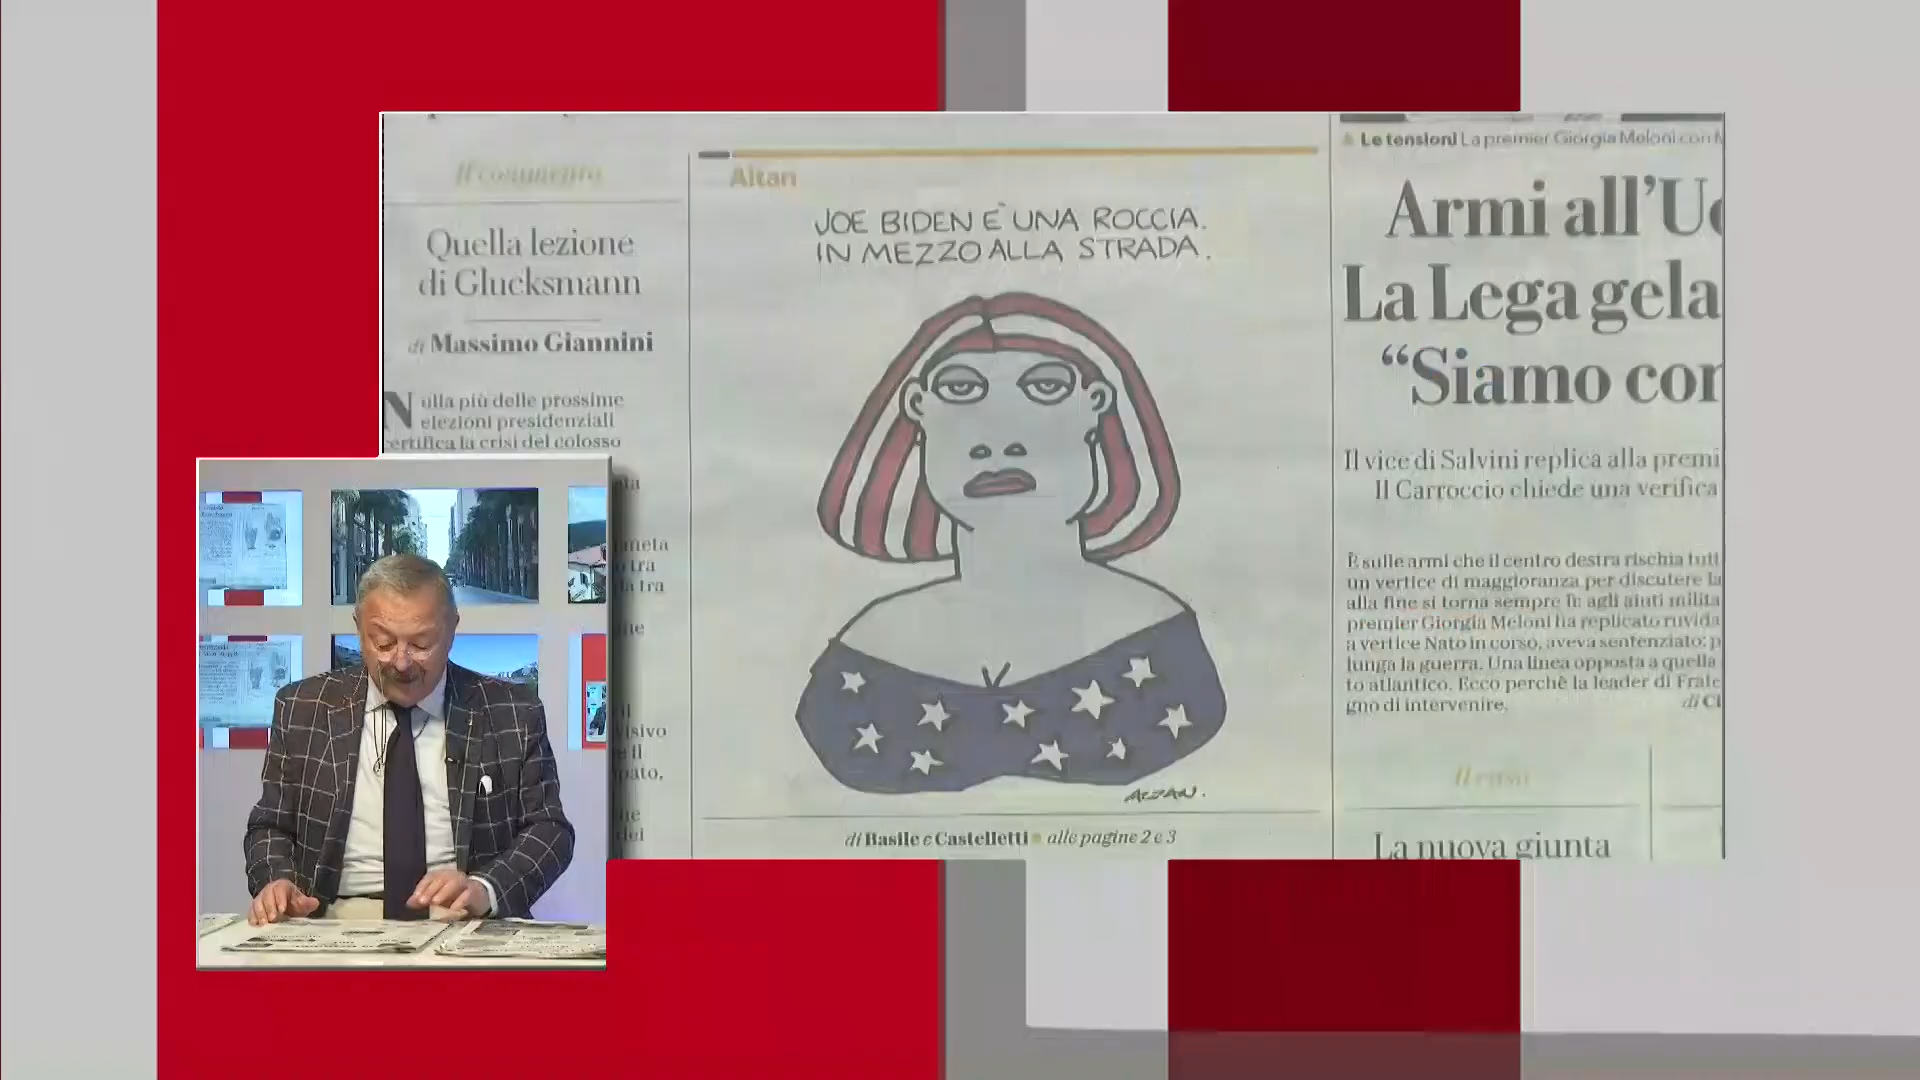 Il commento
Quella lezione
di Glucksmann
di Massimo Giannini
Nulla più delle prossime
elezioni presidenziali
certifica la crisi del colosso
Altan
JOE BIDEN È UNA ROCCIA.
IN MEZZO ALLA STRADA.
ALTAN.
di Basile e Castelletti alle pagine 2 e 3
Le tensioni La premier Giorgia Meloni con
Armi all'U
La Lega gela
“Siamo con
Il vice di Salvini replica alla premi
Il Carroccio chiede una verifica
È sulle armi che il centro destra rischia tutt
un vertice di maggioranza per discutere la
alla fine si torna sempre lì: agli aiuti milita
premier Giorgia Meloni ha replicato ruvida
a vertice Nato in corso, aveva sentenziato: p
lunga la guerra. Una linea opposta a quella
to atlantico. Ecco perchè la leader di Frate
gno di intervenire.
di Ci
Il caso
La nuova giunta